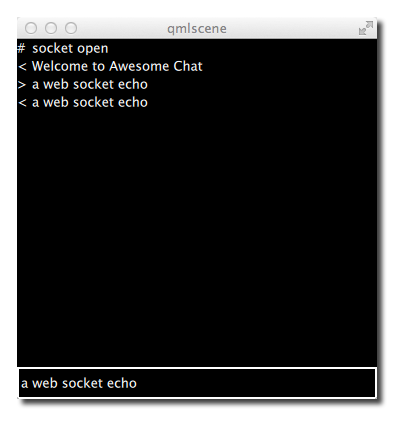 qmlscene
# socket open
< Welcome to Awesome Chat
> a web socket echo
< a web socket echo
a web socket echo